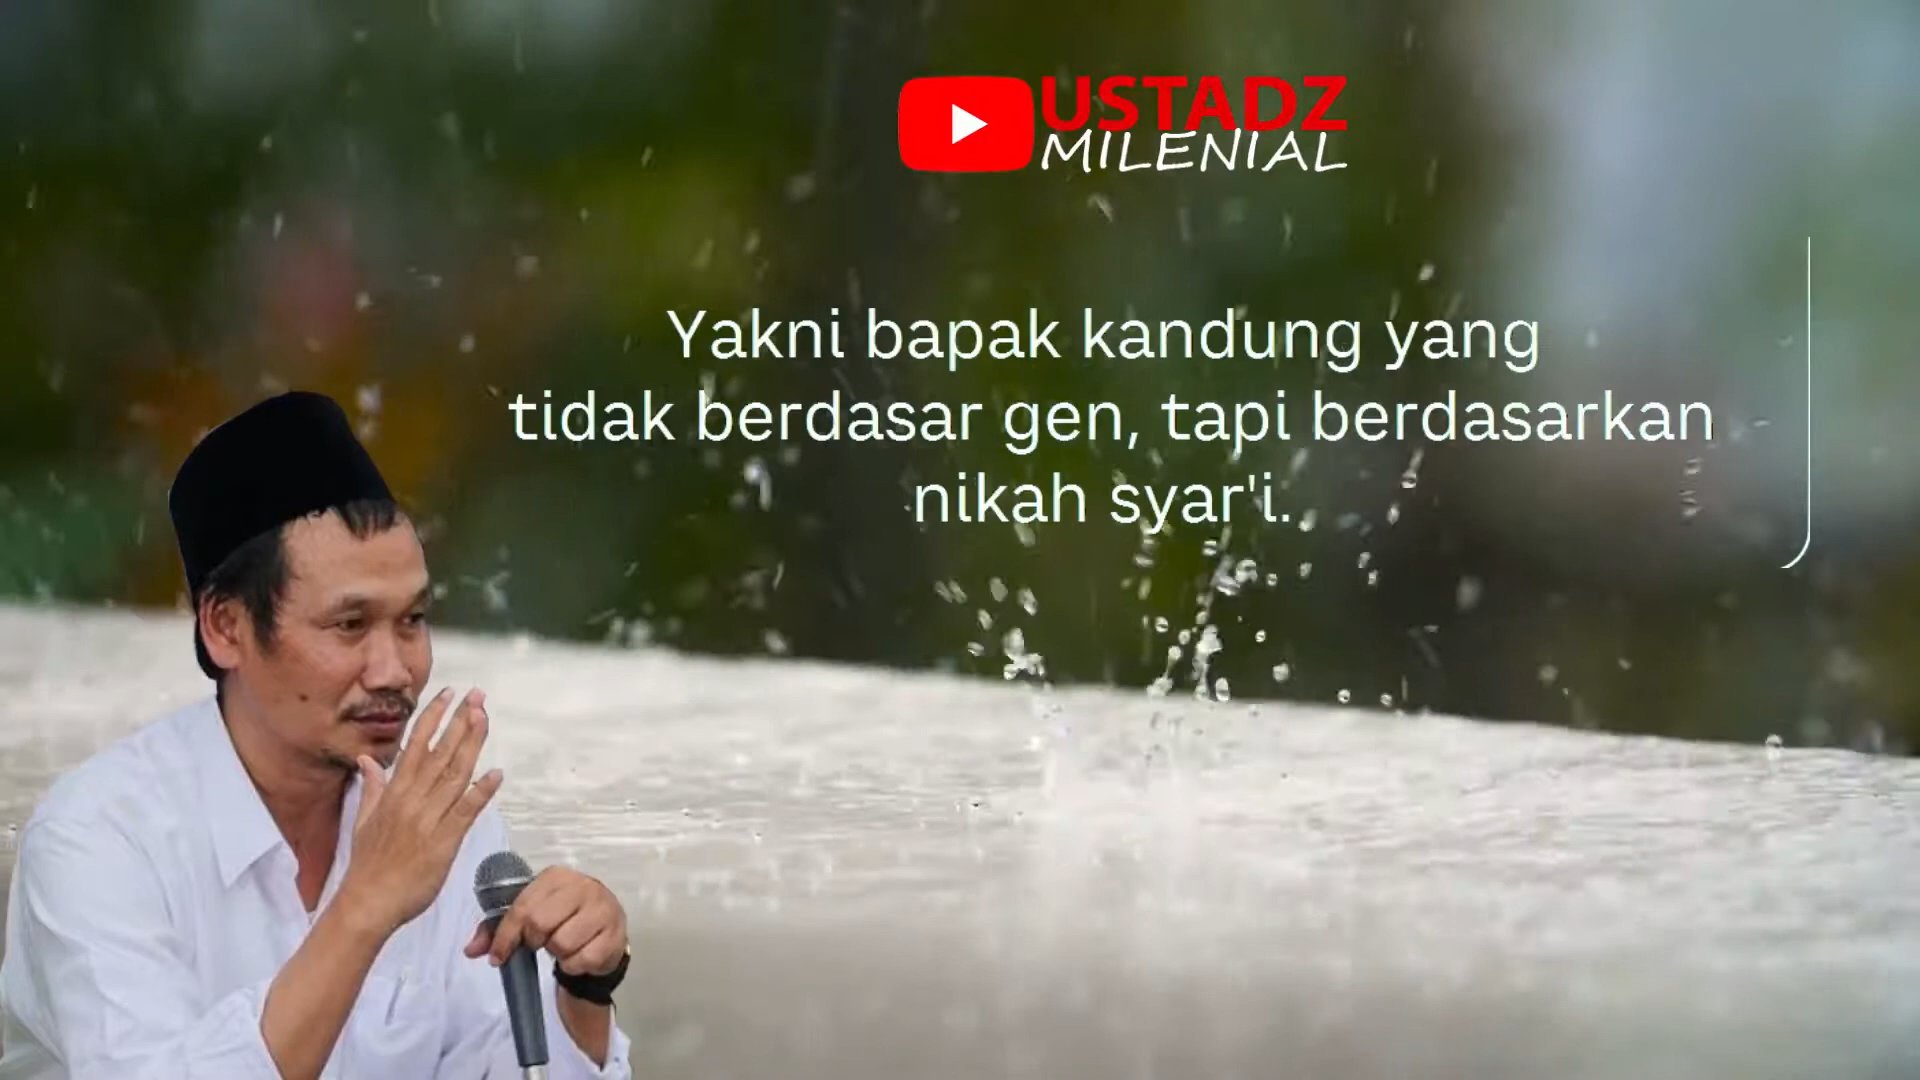 USTADZ
MILENIAL
Yakni bapak kandung yang
tidak berdasar gen, tapi berdasarkan
nikah syar'i.